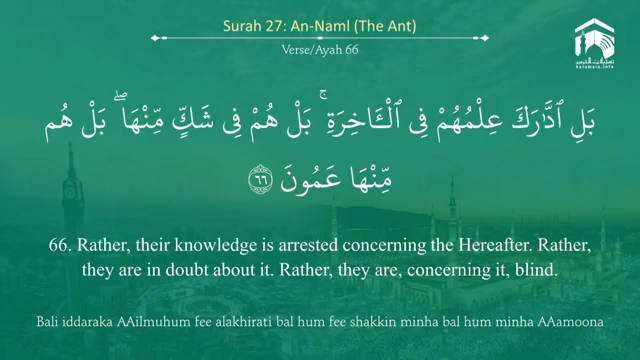 Surah 27: An-Naml (The Ant)
Verse/Ayah 66
haramain.info
بَلِ ٱدَّٰرَكَ عِلْمُهُمْ فِى ٱلْـَٔاخِرَةِ ۚ بَلْ هُمْ فِى شَكٍّ مِّنْهَا ۖ بَلْ هُم
مِّنْهَا عَمُونَ ٦٦
66. Rather, their knowledge is arrested concerning the Hereafter. Rather,
they are in doubt about it. Rather, they are, concerning it, blind.
Bali iddaraka AAilmuhum fee alakhirati bal hum fee shakkin minha bal hum minha AAamoona